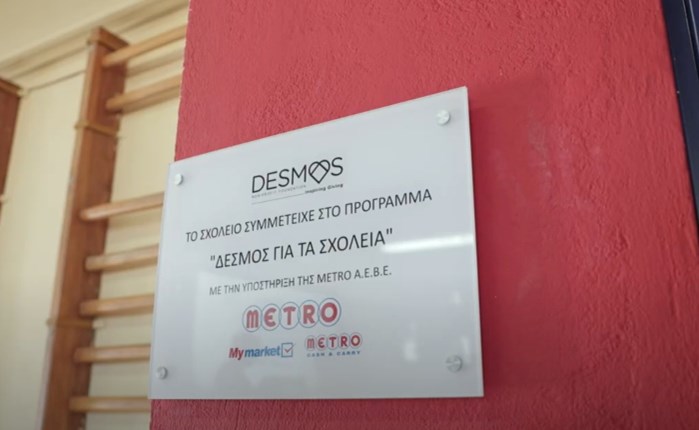 DESMOS
Inspiring Giving
ΤΟ ΣΧΟΛΕΙΟ ΣΥΜΜΕΤΕΙΧΕ ΣΤΟ ΠΡΟΓΡΑΜΜΑ
"ΔΕΣΜΟΣ ΓΙΑ ΤΑ ΣΧΟΛΕΙΑ"
ΜΕ ΤΗΝ ΥΠΟΣΤΗΡΙΞΗ ΤΗΣ METRO Α.Ε.Β.Ε.
METRO
My market METRO
CASH & CARRY